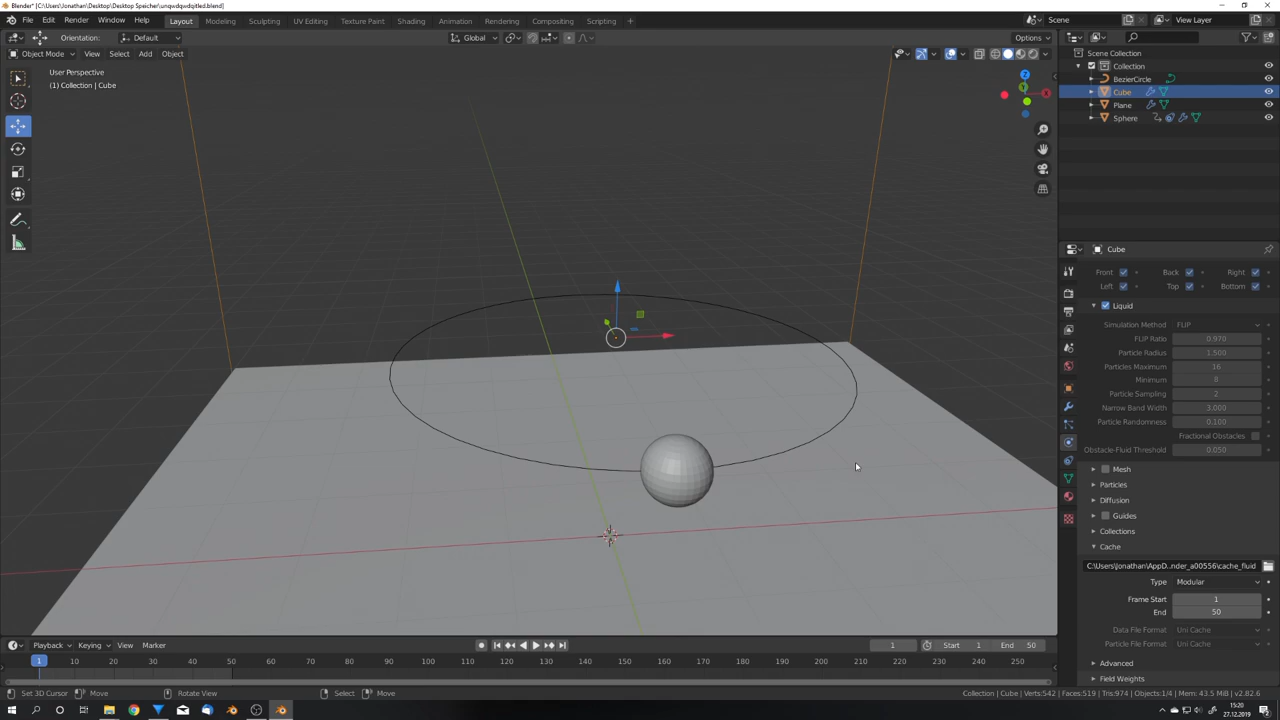 Blender* [C:\Users\Jonathan\Desktop\Desktop Speicher\unqwdqwdqitled.blend]
File Edit Render Window Help Layout Modeling Sculpting UV Editing Texture Paint Shading Animation Rendering Compositing Scripting Scene View Layer
Orientation: Default Global Options
Object Mode View Select Add Object
User Perspective
(1) Collection | Cube
Scene Collection
Collection
BezierCircle
Cube
Plane
Sphere
Cube
Front Back Right
Left Top Bottom
Liquid
Simulation Method FLIP
FLIP Ratio 0.970
Particle Radius 1.500
Particles Maximum 16
Minimum 8
Particle Sampling 2
Narrow Band Width 3.000
Particle Randomness 0.100
Fractional Obstacles
Obstacle-Fluid Threshold 0.050
Mesh
Particles
Diffusion
Guides
Collections
Cache
C:\Users\Jonathan\AppD...nder_a00556\cache_fluid
Type Modular
Frame Start 1
End 50
Data File Format Uni Cache
Particle File Format Uni Cache
Advanced
Field Weights
Playback Keying View Marker 1 Start 1 End 50
1 10 20 30 40 50 60 70 80 90 100 110 120 130 140 150 160 170 180 190 200 210 220 230 240 250
Set 3D Cursor Move Rotate View Select Move Collection | Cube | Verts:542 | Faces:519 | Tris:974 | Objects:1/4 | Mem: 43.5 MiB | v2.82.6
15:20
27.12.2019